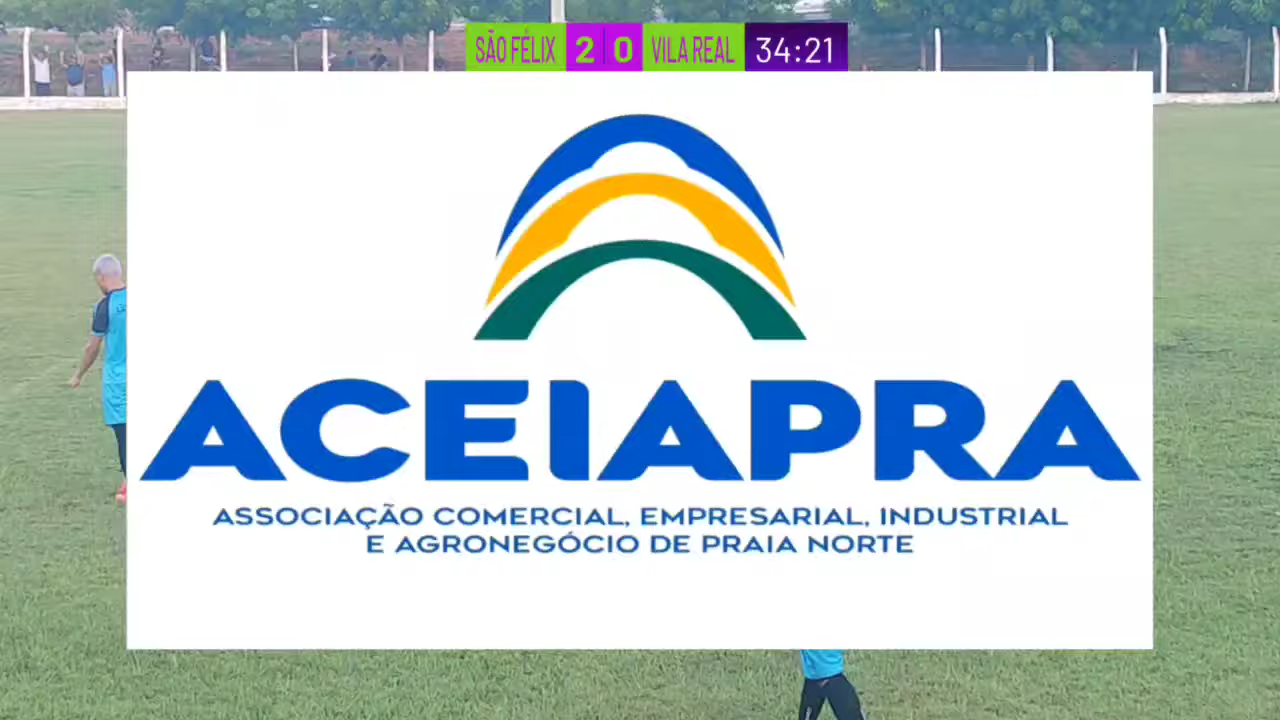 SÃO FÉLIX 2 0 VILA REAL 34:21
ACEIAPRA
ASSOCIAÇÃO COMERCIAL, EMPRESARIAL, INDUSTRIAL
E AGRONEGÓCIO DE PRAIA NORTE